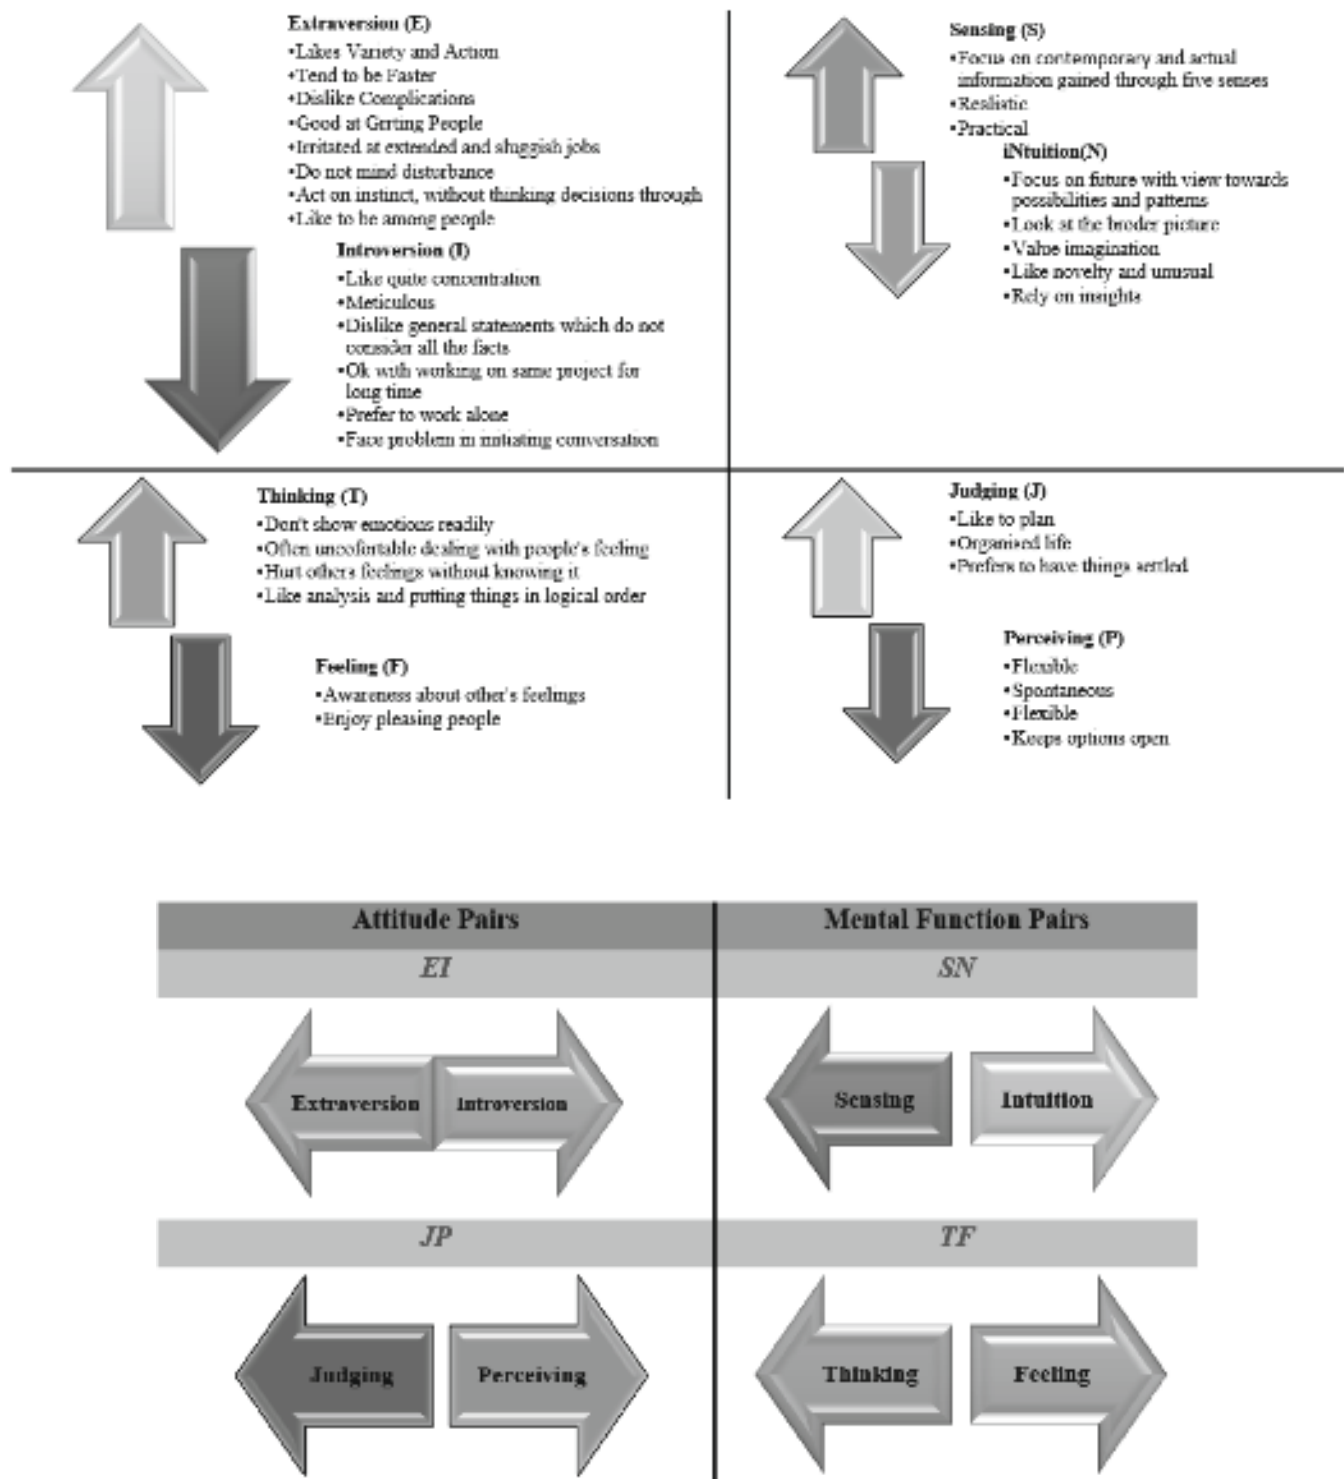 Extraversion (E)
•Likes Variety and Action
•Tend to be Faster
•Dislike Complications
•Good at Gerting People
•Irritated at extended and sluggish jobs
•Do not mind disturbance
•Act on instinct, without thinking decisions through
•Like to be among people
Introversion (I)
•Like quite concentration
•Meticulous
•Dislike general statements which do not
consider all the facts
•Ok with working on same project for
long time
•Prefer to work alone
•Face problem in initiating conversation
Sensing (S)
•Focus on contemporary and actual
information gained through five senses
•Realistic
•Practical
iNtuition(N)
•Focus on future with view towards
possibilities and patterns
•Look at the broder picture
•Value imagination
•Like novelty and unusual
•Rely on insights
Thinking (T)
•Don't show emotions readily
•Often uncofortable dealing with people's feeling
•Hurt others feelings without knowing it
•Like analysis and putting things in logical order
Feeling (F)
•Awareness about other's feelings
•Enjoy pleasing people
Judging (J)
•Like to plan
•Organised life
•Prefers to have things settled
Perceiving (P)
•Flexible
•Spontaneous
•Flexible
•Keeps options open
Attitude Pairs
Mental Function Pairs
EI
SN
Extraversion
Introversion
Sensing
Intuition
JP
TF
Judging
Perceiving
Thinking
Feeling